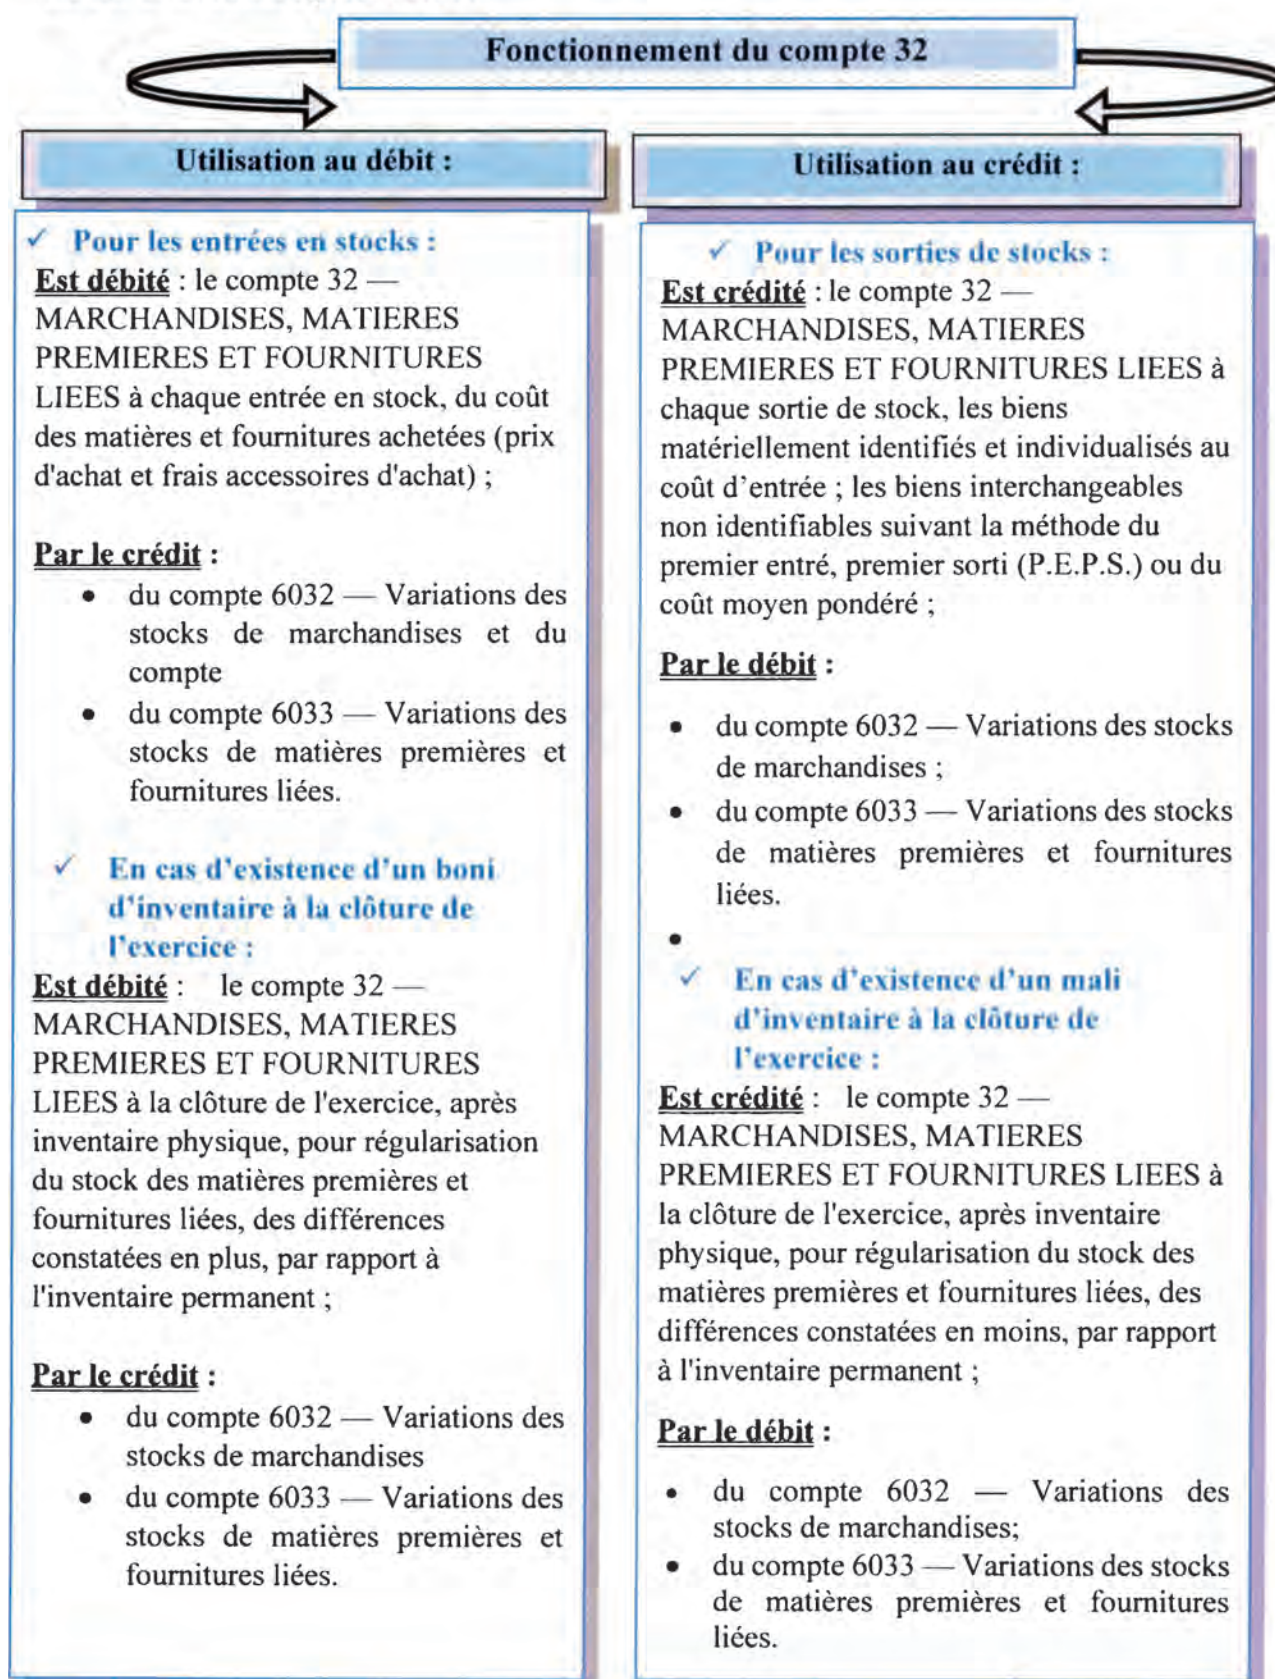 Fonctionnement du compte 32
Utilisation au débit :
✓ Pour les entrées en stocks :
Est débité : le compte 32 —
MARCHANDISES, MATIERES
PREMIERES ET FOURNITURES
LIEES à chaque entrée en stock, du coût
des matières et fournitures achetées (prix
d'achat et frais accessoires d'achat) ;
Par le crédit :
• du compte 6032 — Variations des
stocks de marchandises et du
compte
• du compte 6033 — Variations des
stocks de matières premières et
fournitures liées.
✓ En cas d'existence d'un boni
d'inventaire à la clôture de
l'exercice :
Est débité : le compte 32 —
MARCHANDISES, MATIERES
PREMIERES ET FOURNITURES
LIEES à la clôture de l'exercice, après
inventaire physique, pour régularisation
du stock des matières premières et
fournitures liées, des différences
constatées en plus, par rapport à
l'inventaire permanent ;
Par le crédit :
• du compte 6032 — Variations des
stocks de marchandises
• du compte 6033 — Variations des
stocks de matières premières et
fournitures liées.
Utilisation au crédit :
✓ Pour les sorties de stocks :
Est crédité : le compte 32 —
MARCHANDISES, MATIERES
PREMIERES ET FOURNITURES LIEES à
chaque sortie de stock, les biens
matériellement identifiés et individualisés au
coût d'entrée ; les biens interchangeables
non identifiables suivant la méthode du
premier entré, premier sorti (P.E.P.S.) ou du
coût moyen pondéré ;
Par le débit :
• du compte 6032 — Variations des stocks
de marchandises ;
• du compte 6033 — Variations des stocks
de matières premières et fournitures
liées.
•
✓ En cas d'existence d'un mali
d'inventaire à la clôture de
l'exercice :
Est crédité : le compte 32 —
MARCHANDISES, MATIERES
PREMIERES ET FOURNITURES LIEES à
la clôture de l'exercice, après inventaire
physique, pour régularisation du stock des
matières premières et fournitures liées, des
différences constatées en moins, par rapport
à l'inventaire permanent ;
Par le débit :
• du compte 6032 — Variations des
stocks de marchandises;
• du compte 6033 — Variations des stocks
de matières premières et fournitures
liées.